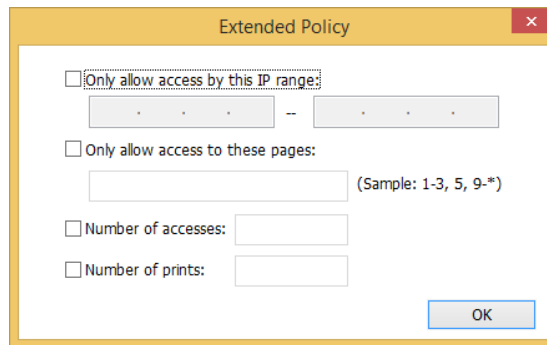 Extended Policy
Only allow access by this IP range:
. . . -- . . .
Only allow access to these pages:
(Sample: 1-3, 5, 9-*)
Number of accesses:
Number of prints:
OK